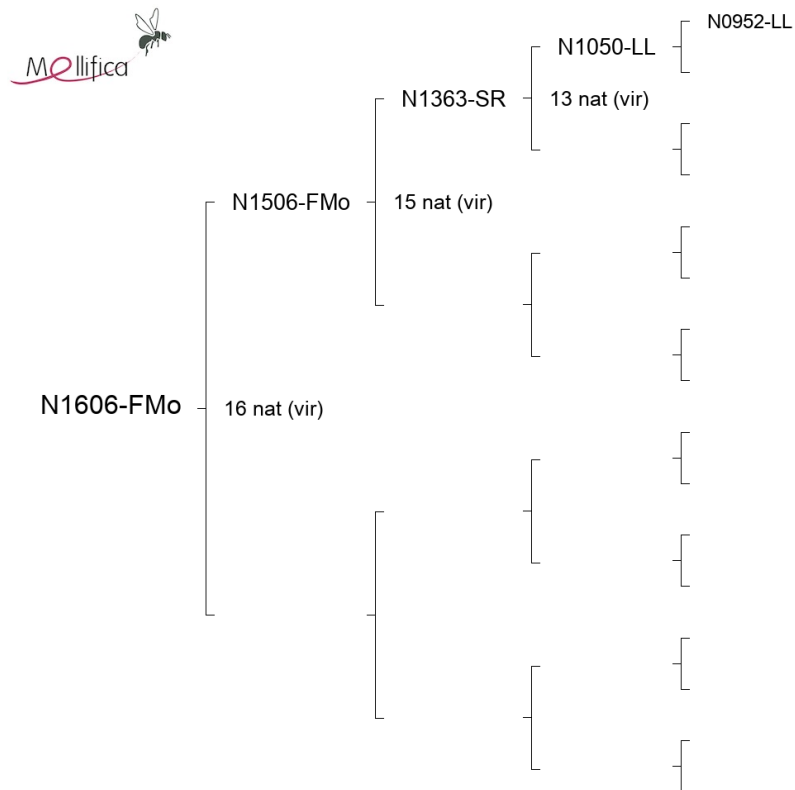 Mellifica
N0952-LL
N1050-LL
N1363-SR
13 nat (vir)
N1506-FMo
15 nat (vir)
N1606-FMo
16 nat (vir)